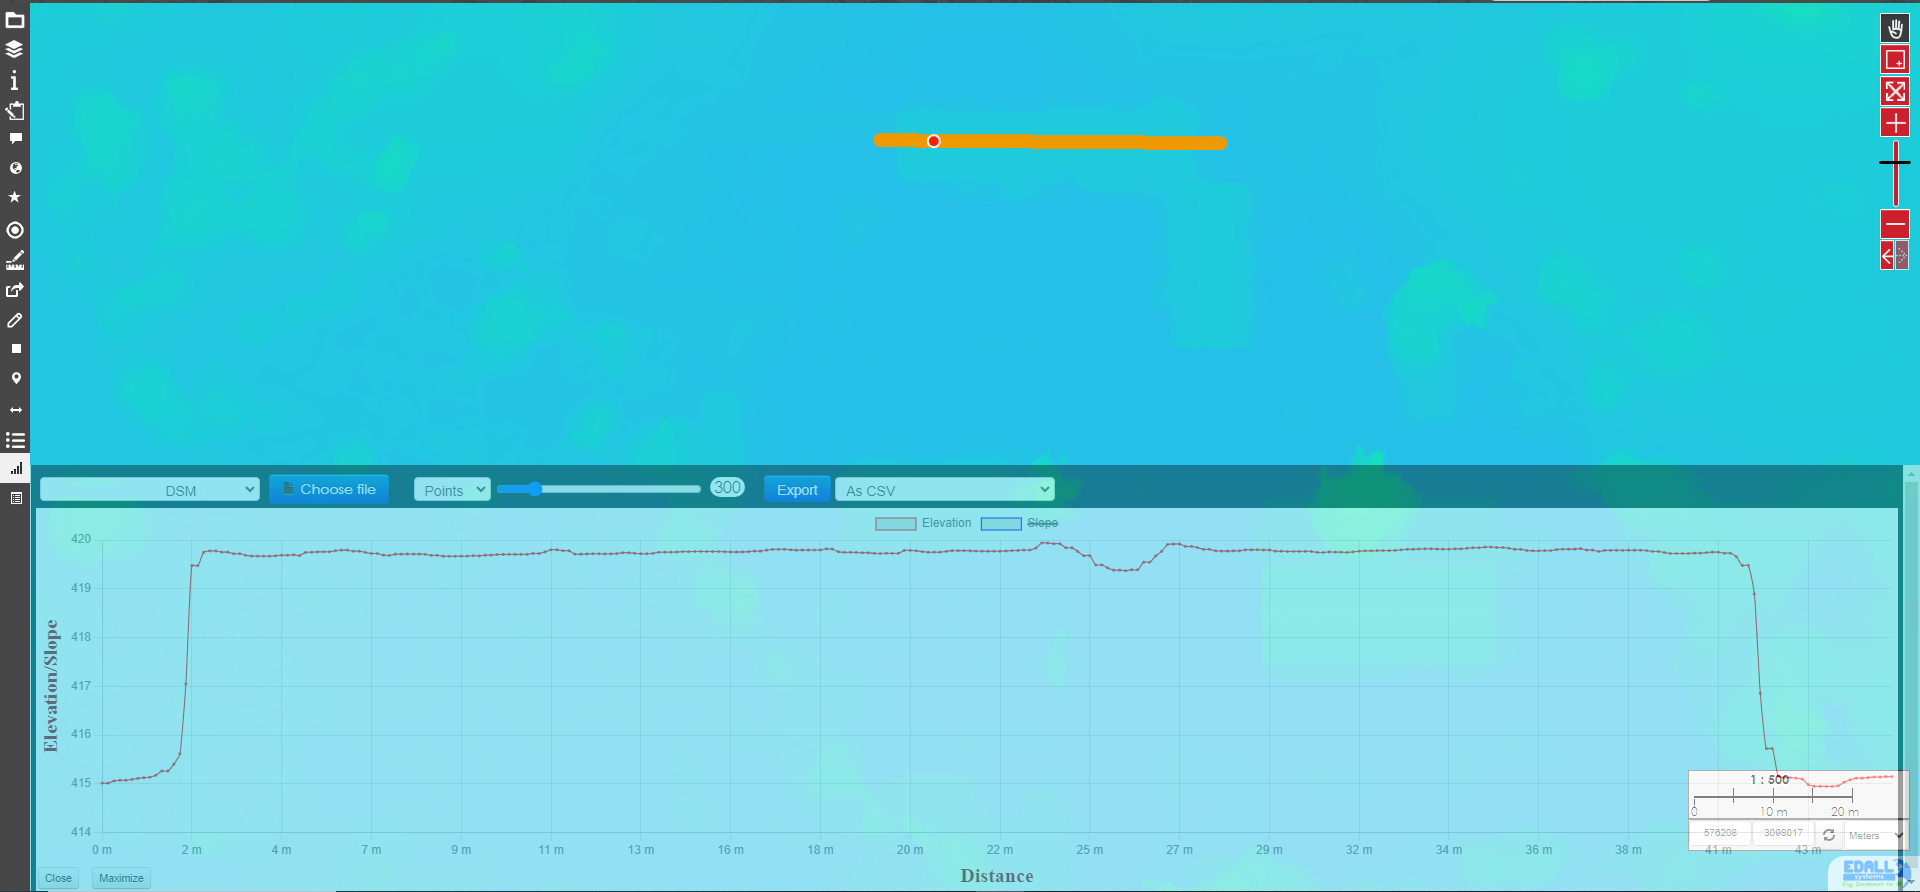 DSM Choose file Points 300 Export As CSV
Elevation Slope
420
419
418
417
416
415
414
Elevation/Slope
0 m 2 m 4 m 7 m 9 m 11 m 13 m 16 m 18 m 20 m 22 m 25 m 27 m 29 m 32 m 34 m 36 m 38 m 41 m 43 m
Distance
1 : 500
0 10 m 20 m
576208 3098017 Meters
Close Maximize
EDALL
systems